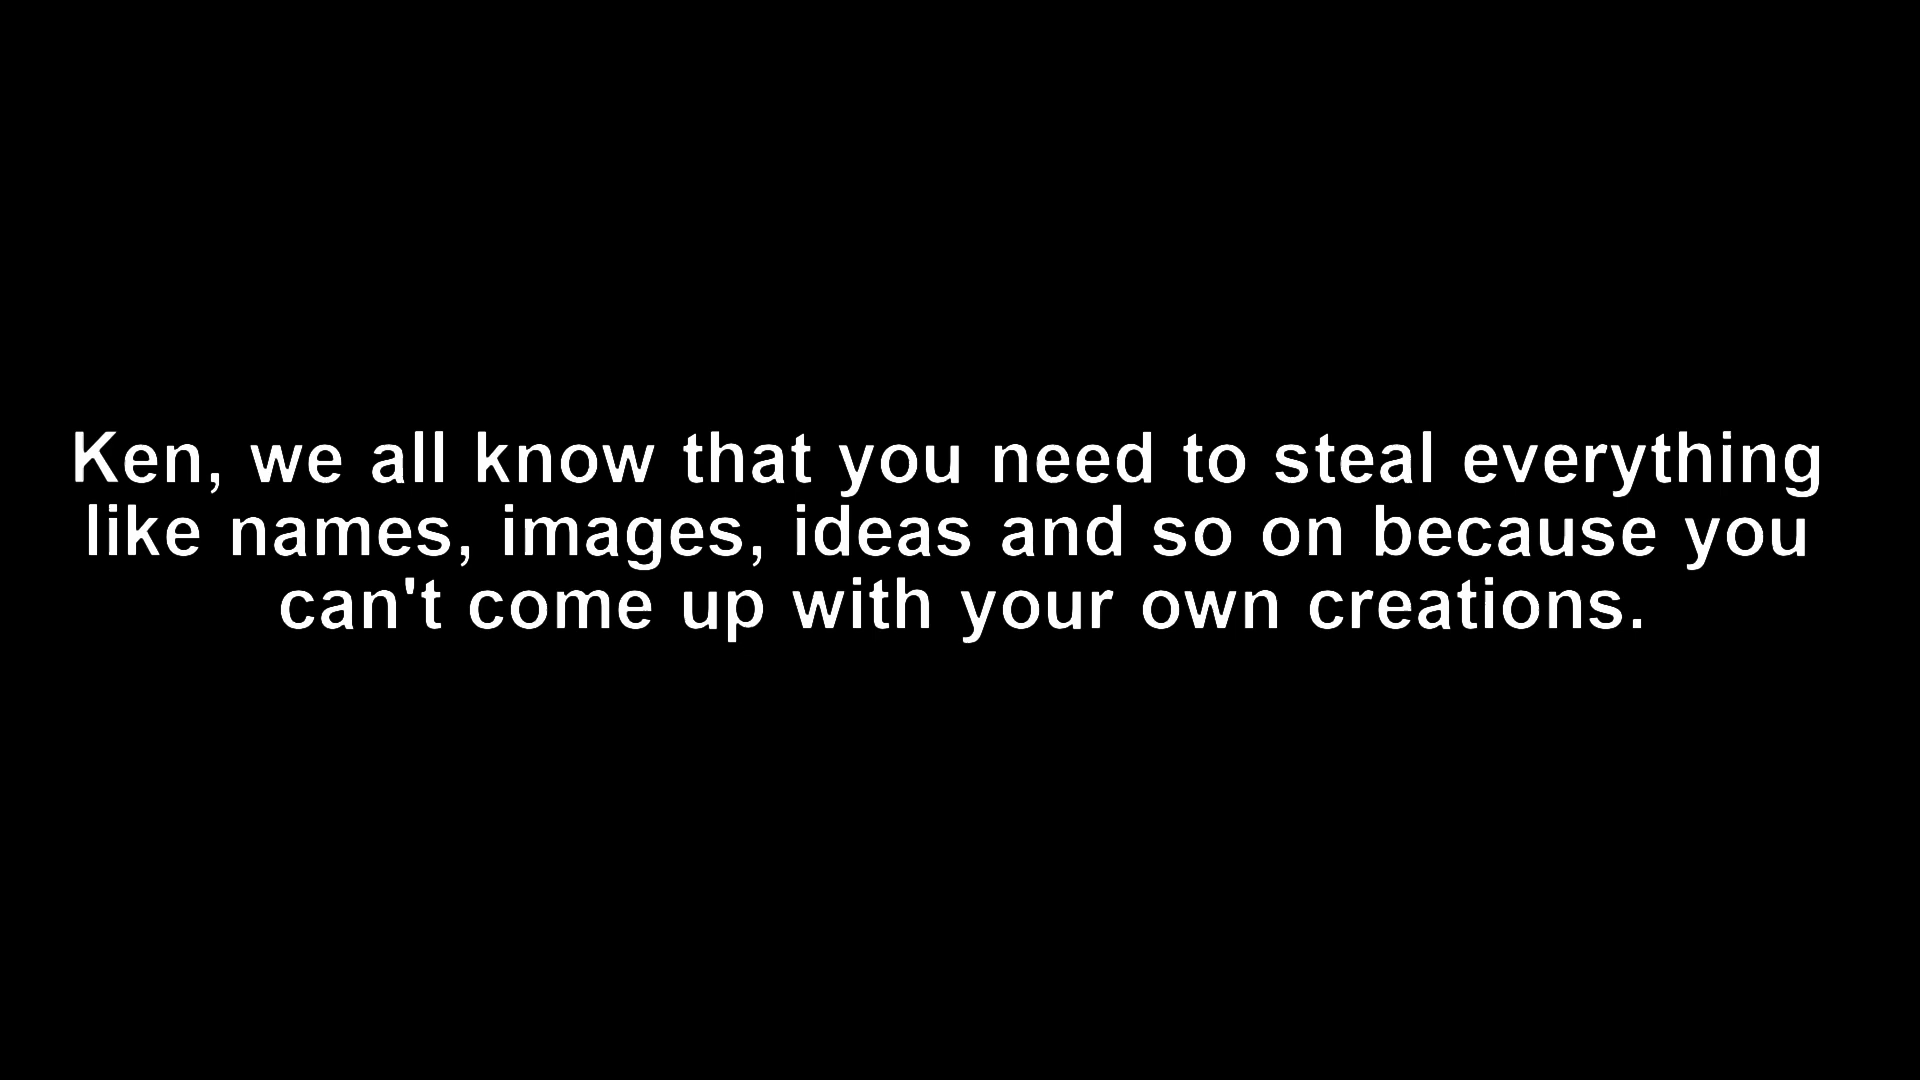 Ken, we all know that you need to steal everything
like names, images, ideas and so on because you
can't come up with your own creations.